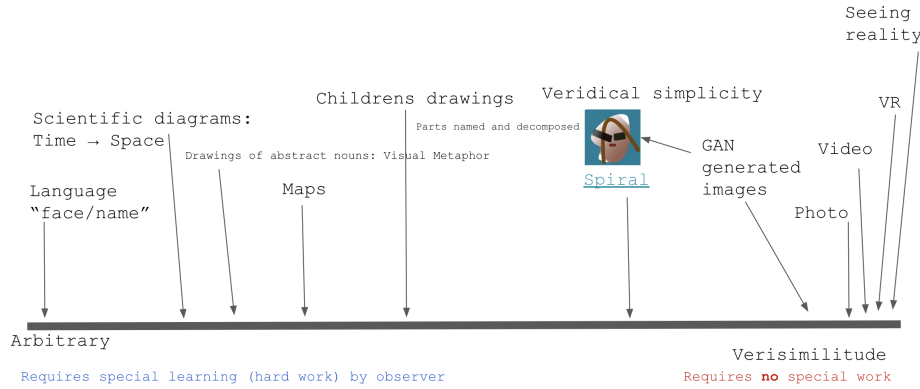 Seeing
reality
Childrens drawings
Veridical simplicity
VR
Scientific diagrams:
Time → Space
Parts named and decomposed
GAN
generated
images
Video
Drawings of abstract nouns: Visual Metaphor
Language
“face/name”
Maps
Spiral
Photo
Arbitrary
Verisimilitude
Requires special learning (hard work) by observer
Requires no special work